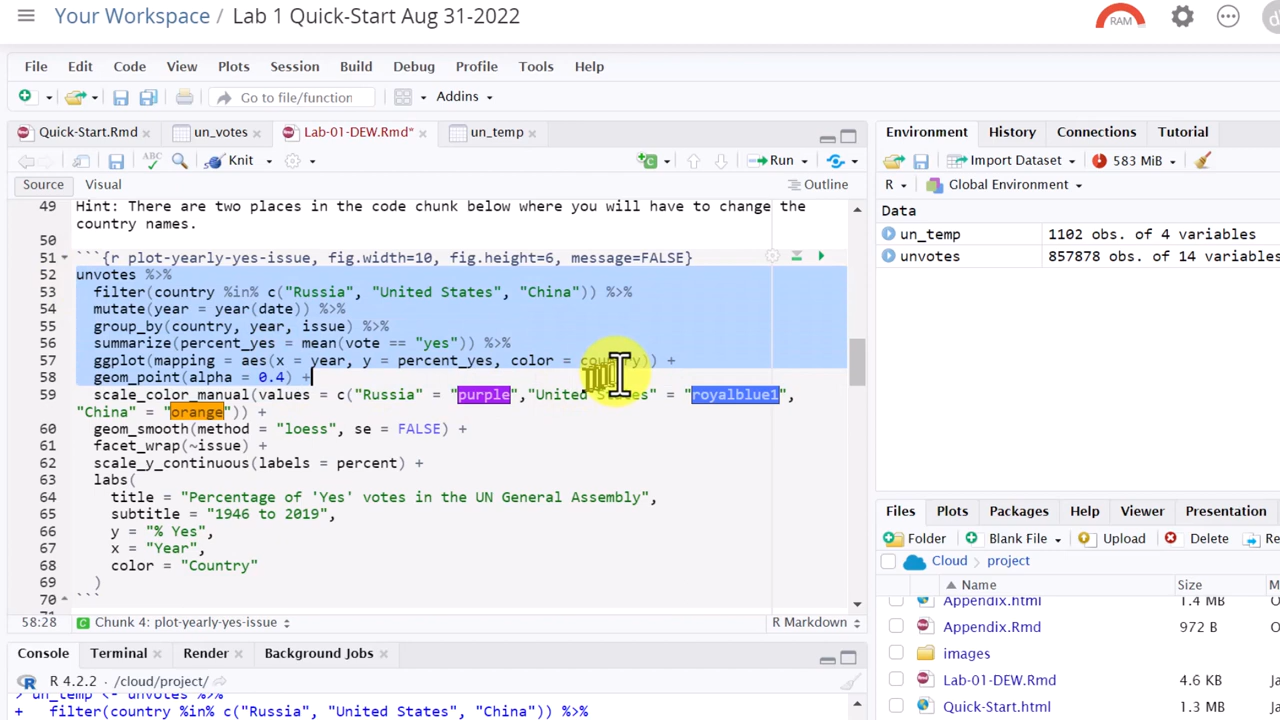 Your Workspace / Lab 1 Quick-Start Aug 31-2022
RAM
File Edit Code View Plots Session Build Debug Profile Tools Help
Go to file/function Addins
Quick-Start.Rmd un_votes Lab-01-DEW.Rmd* un_temp
ABC Knit Run
Source Visual Outline
49 Hint: There are two places in the code chunk below where you will have to change the
country names.
50
51 ```{r plot-yearly-yes-issue, fig.width=10, fig.height=6, message=FALSE}
52 unvotes %>%
53 filter(country %in% c("Russia", "United States", "China")) %>%
54 mutate(year = year(date)) %>%
55 group_by(country, year, issue) %>%
56 summarize(percent_yes = mean(vote == "yes")) %>%
57 ggplot(mapping = aes(x = year, y = percent_yes, color = country)) +
58 geom_point(alpha = 0.4) +
59 scale_color_manual(values = c("Russia" = "purple","United States" = "royalblue1",
"China" = "orange")) +
60 geom_smooth(method = "loess", se = FALSE) +
61 facet_wrap(~issue) +
62 scale_y_continuous(labels = percent) +
63 labs(
64 title = "Percentage of 'Yes' votes in the UN General Assembly",
65 subtitle = "1946 to 2019",
66 y = "% Yes",
67 x = "Year",
68 color = "Country"
69 )
70 ```
58:28 Chunk 4: plot-yearly-yes-issue R Markdown
Console Terminal Render Background Jobs
R 4.2.2 · /cloud/project/
> un_temp <- unvotes %>%
+ filter(country %in% c("Russia", "United States", "China")) %>%
Environment History Connections Tutorial
Import Dataset 583 MiB
R Global Environment
Data
un_temp 1102 obs. of 4 variables
unvotes 857878 obs. of 14 variables
Files Plots Packages Help Viewer Presentation
Folder Blank File Upload Delete Re
Cloud project
Name Size M
Appendix.html 1.4 MB
Appendix.Rmd 972 B
images
Lab-01-DEW.Rmd 4.6 KB Ja
Quick-Start.html 1.3 MB Ja